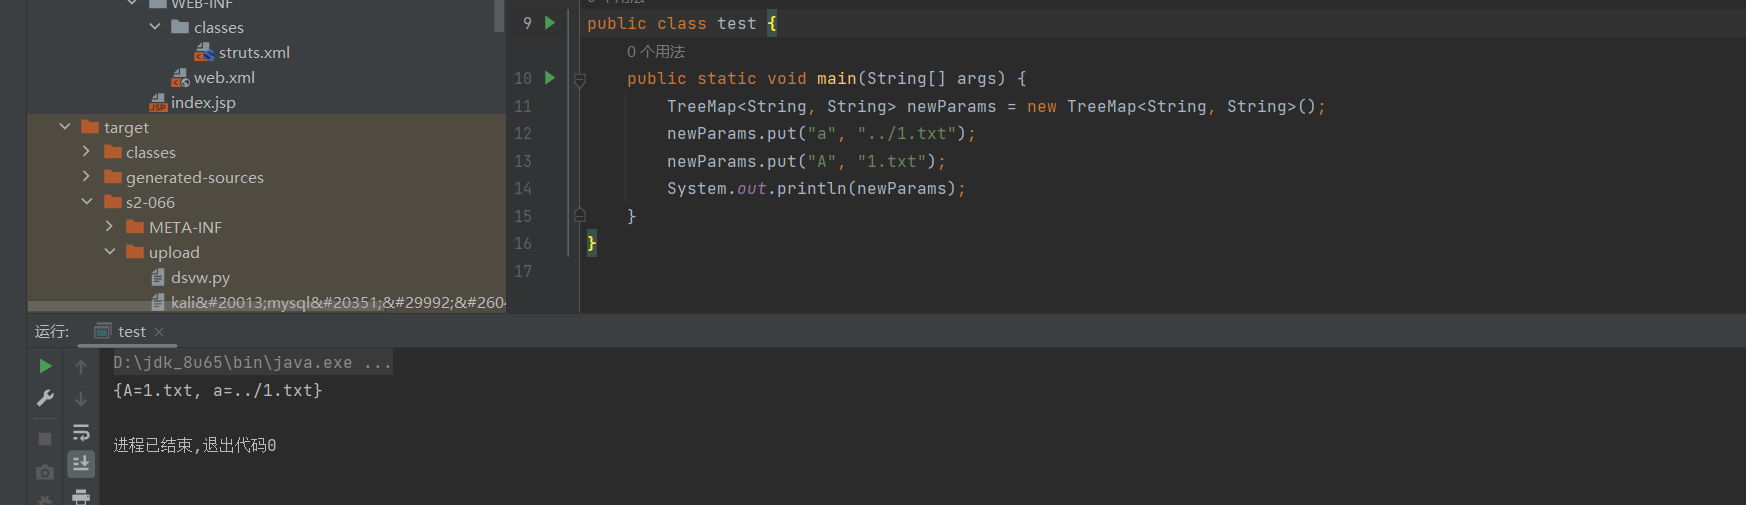 WEB-INF
classes
struts.xml
web.xml
index.jsp
target
classes
generated-sources
s2-066
META-INF
upload
dsvw.py
kali&#20013;mysql&#20351;&#29992;&#260
9 public class test {
0 个用法
10 public static void main(String[] args) {
11 TreeMap<String, String> newParams = new TreeMap<String, String>();
12 newParams.put("a", "../1.txt");
13 newParams.put("A", "1.txt");
14 System.out.println(newParams);
15 }
16 }
17
运行: test
D:\jdk_8u65\bin\java.exe ...
{A=1.txt, a=../1.txt}
进程已结束,退出代码0